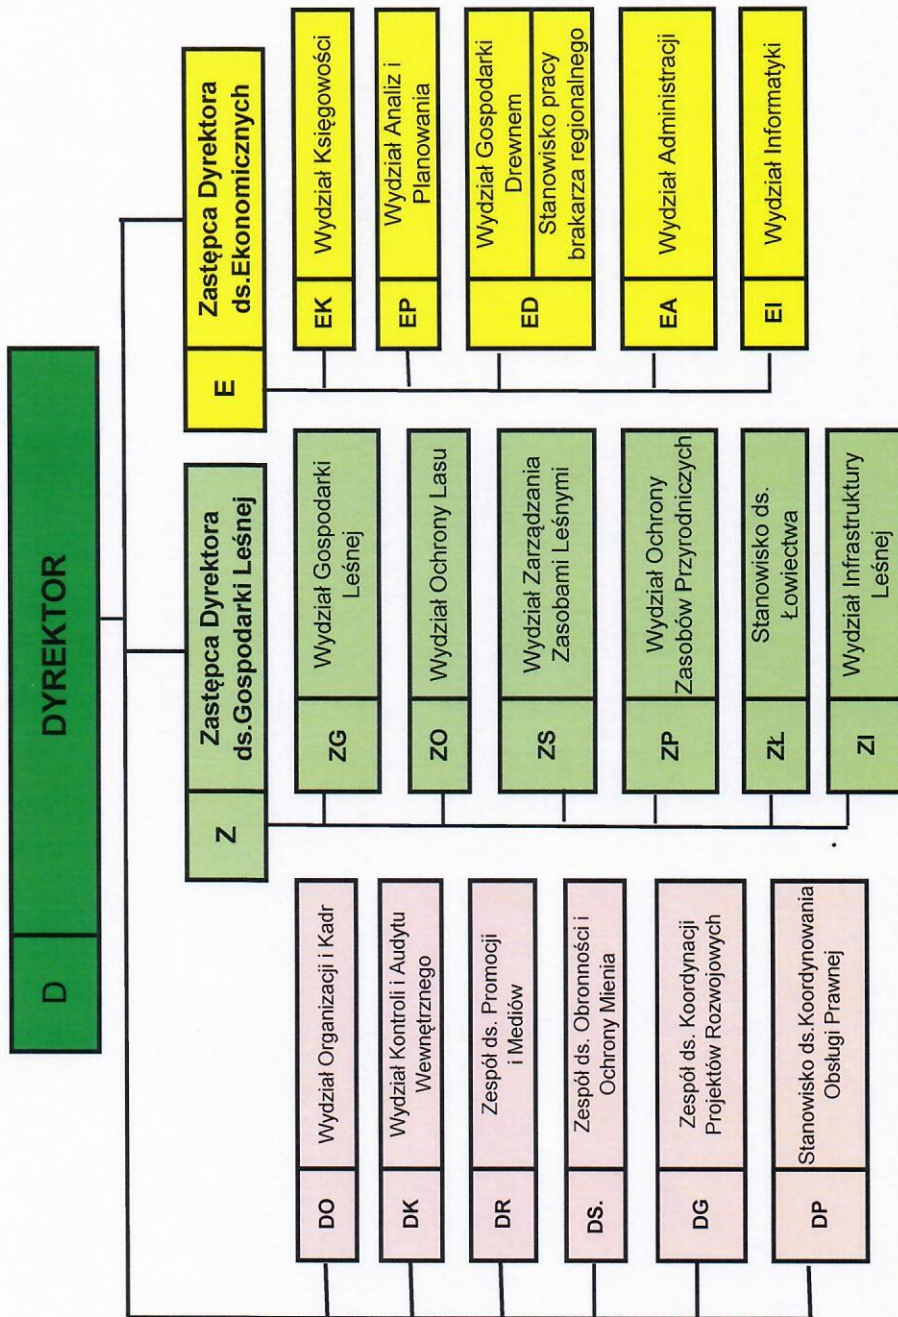 D
DYREKTOR
Z
Zastępca Dyrektora
ds.Gospodarki Leśnej
E
Zastępca Dyrektora
ds.Ekonomicznych
DO
Wydział Organizacji i Kadr
DK
Wydział Kontroli i Audytu
Wewnętrznego
DR
Zespół ds. Promocji
i Mediów
DS.
Zespół ds. Obronności i
Ochrony Mienia
DG
Zespół ds. Koordynacji
Projektów Rozwojowych
DP
Stanowisko ds.Koordynowania
Obsługi Prawnej
ZG
Wydział Gospodarki
Leśnej
ZO
Wydział Ochrony Lasu
ZS
Wydział Zarządzania
Zasobami Leśnymi
ZP
Wydział Ochrony
Zasobów Przyrodniczych
ZŁ
Stanowisko ds.
Łowiectwa
ZI
Wydział Infrastruktury
Leśnej
EK
Wydział Księgowości
EP
Wydział Analiz i
Planowania
ED
Wydział Gospodarki
Drewnem
Stanowisko pracy
brakarza regionalnego
EA
Wydział Administracji
EI
Wydział Informatyki